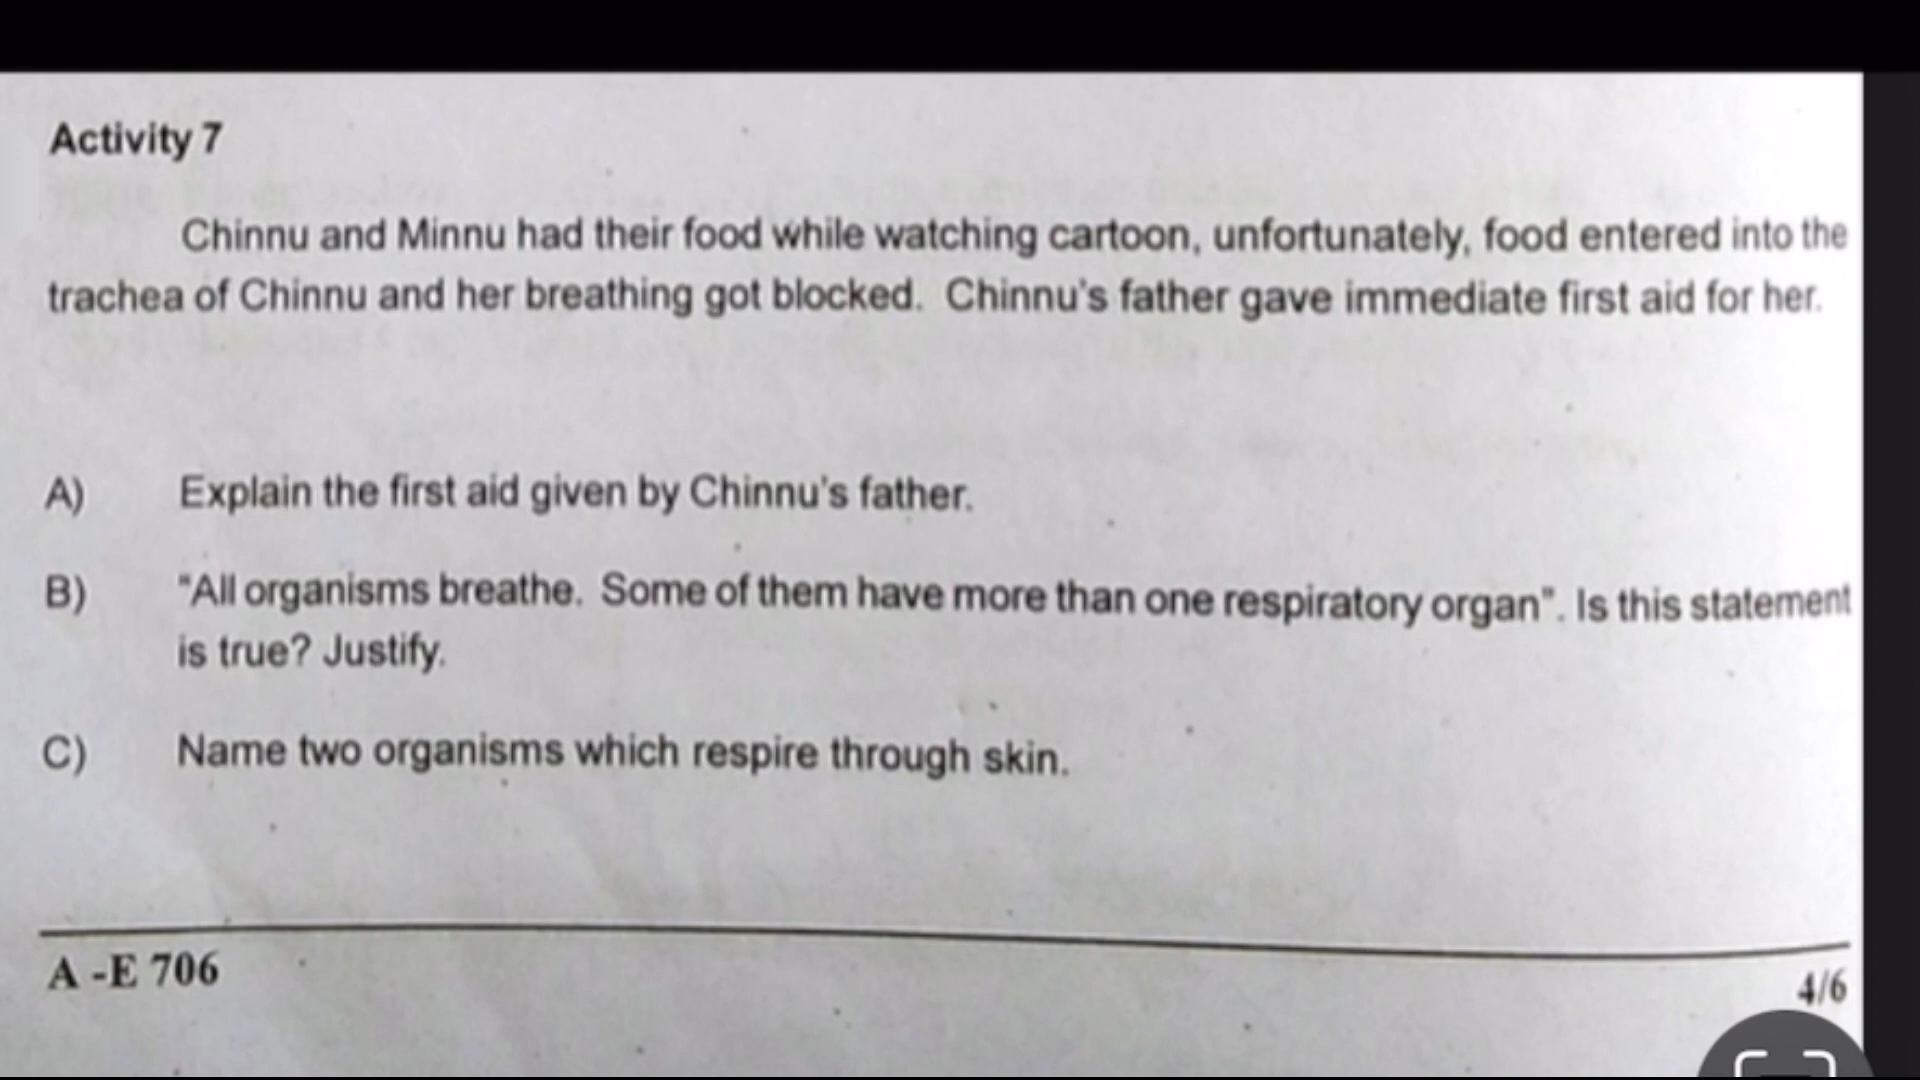 Activity 7
Chinnu and Minnu had their food while watching cartoon, unfortunately, food entered into the
trachea of Chinnu and her breathing got blocked. Chinnu's father gave immediate first aid for her.
A) Explain the first aid given by Chinnu's father.
B) "All organisms breathe. Some of them have more than one respiratory organ". Is this statement
is true? Justify.
C) Name two organisms which respire through skin.
A -E 706
4/6